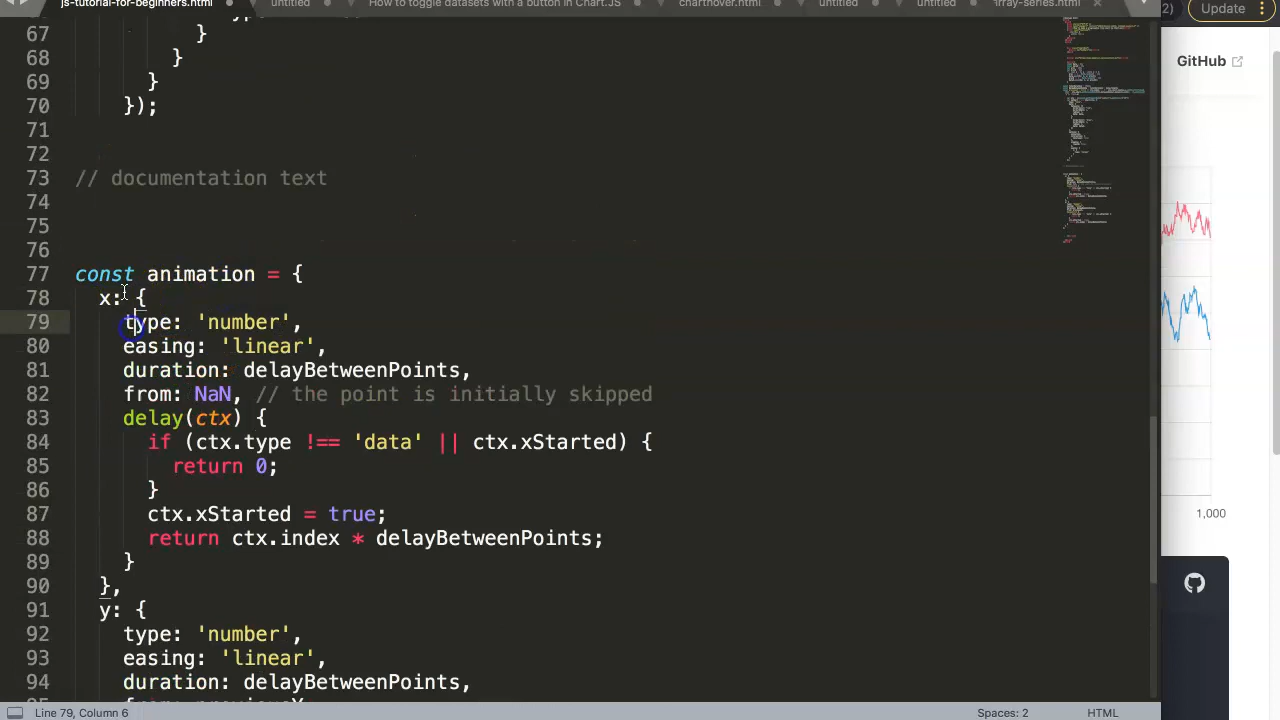 js-tutorial-for-beginners.html
untitled
How to toggle datasets with a button in Chart.JS
charthover.html
untitled
untitled
array-series.html
2)
Update
GitHub
67 }
68 }
69 }
70 });
71
72
73 // documentation text
74
75
76
77 const animation = {
78 x: {
79 type: 'number',
80 easing: 'linear',
81 duration: delayBetweenPoints,
82 from: NaN, // the point is initially skipped
83 delay(ctx) {
84 if (ctx.type !== 'data' || ctx.xStarted) {
85 return 0;
86 }
87 ctx.xStarted = true;
88 return ctx.index * delayBetweenPoints;
89 }
90 },
91 y: {
92 type: 'number',
93 easing: 'linear',
94 duration: delayBetweenPoints,
1,000
Line 79, Column 6
Spaces: 2
HTML